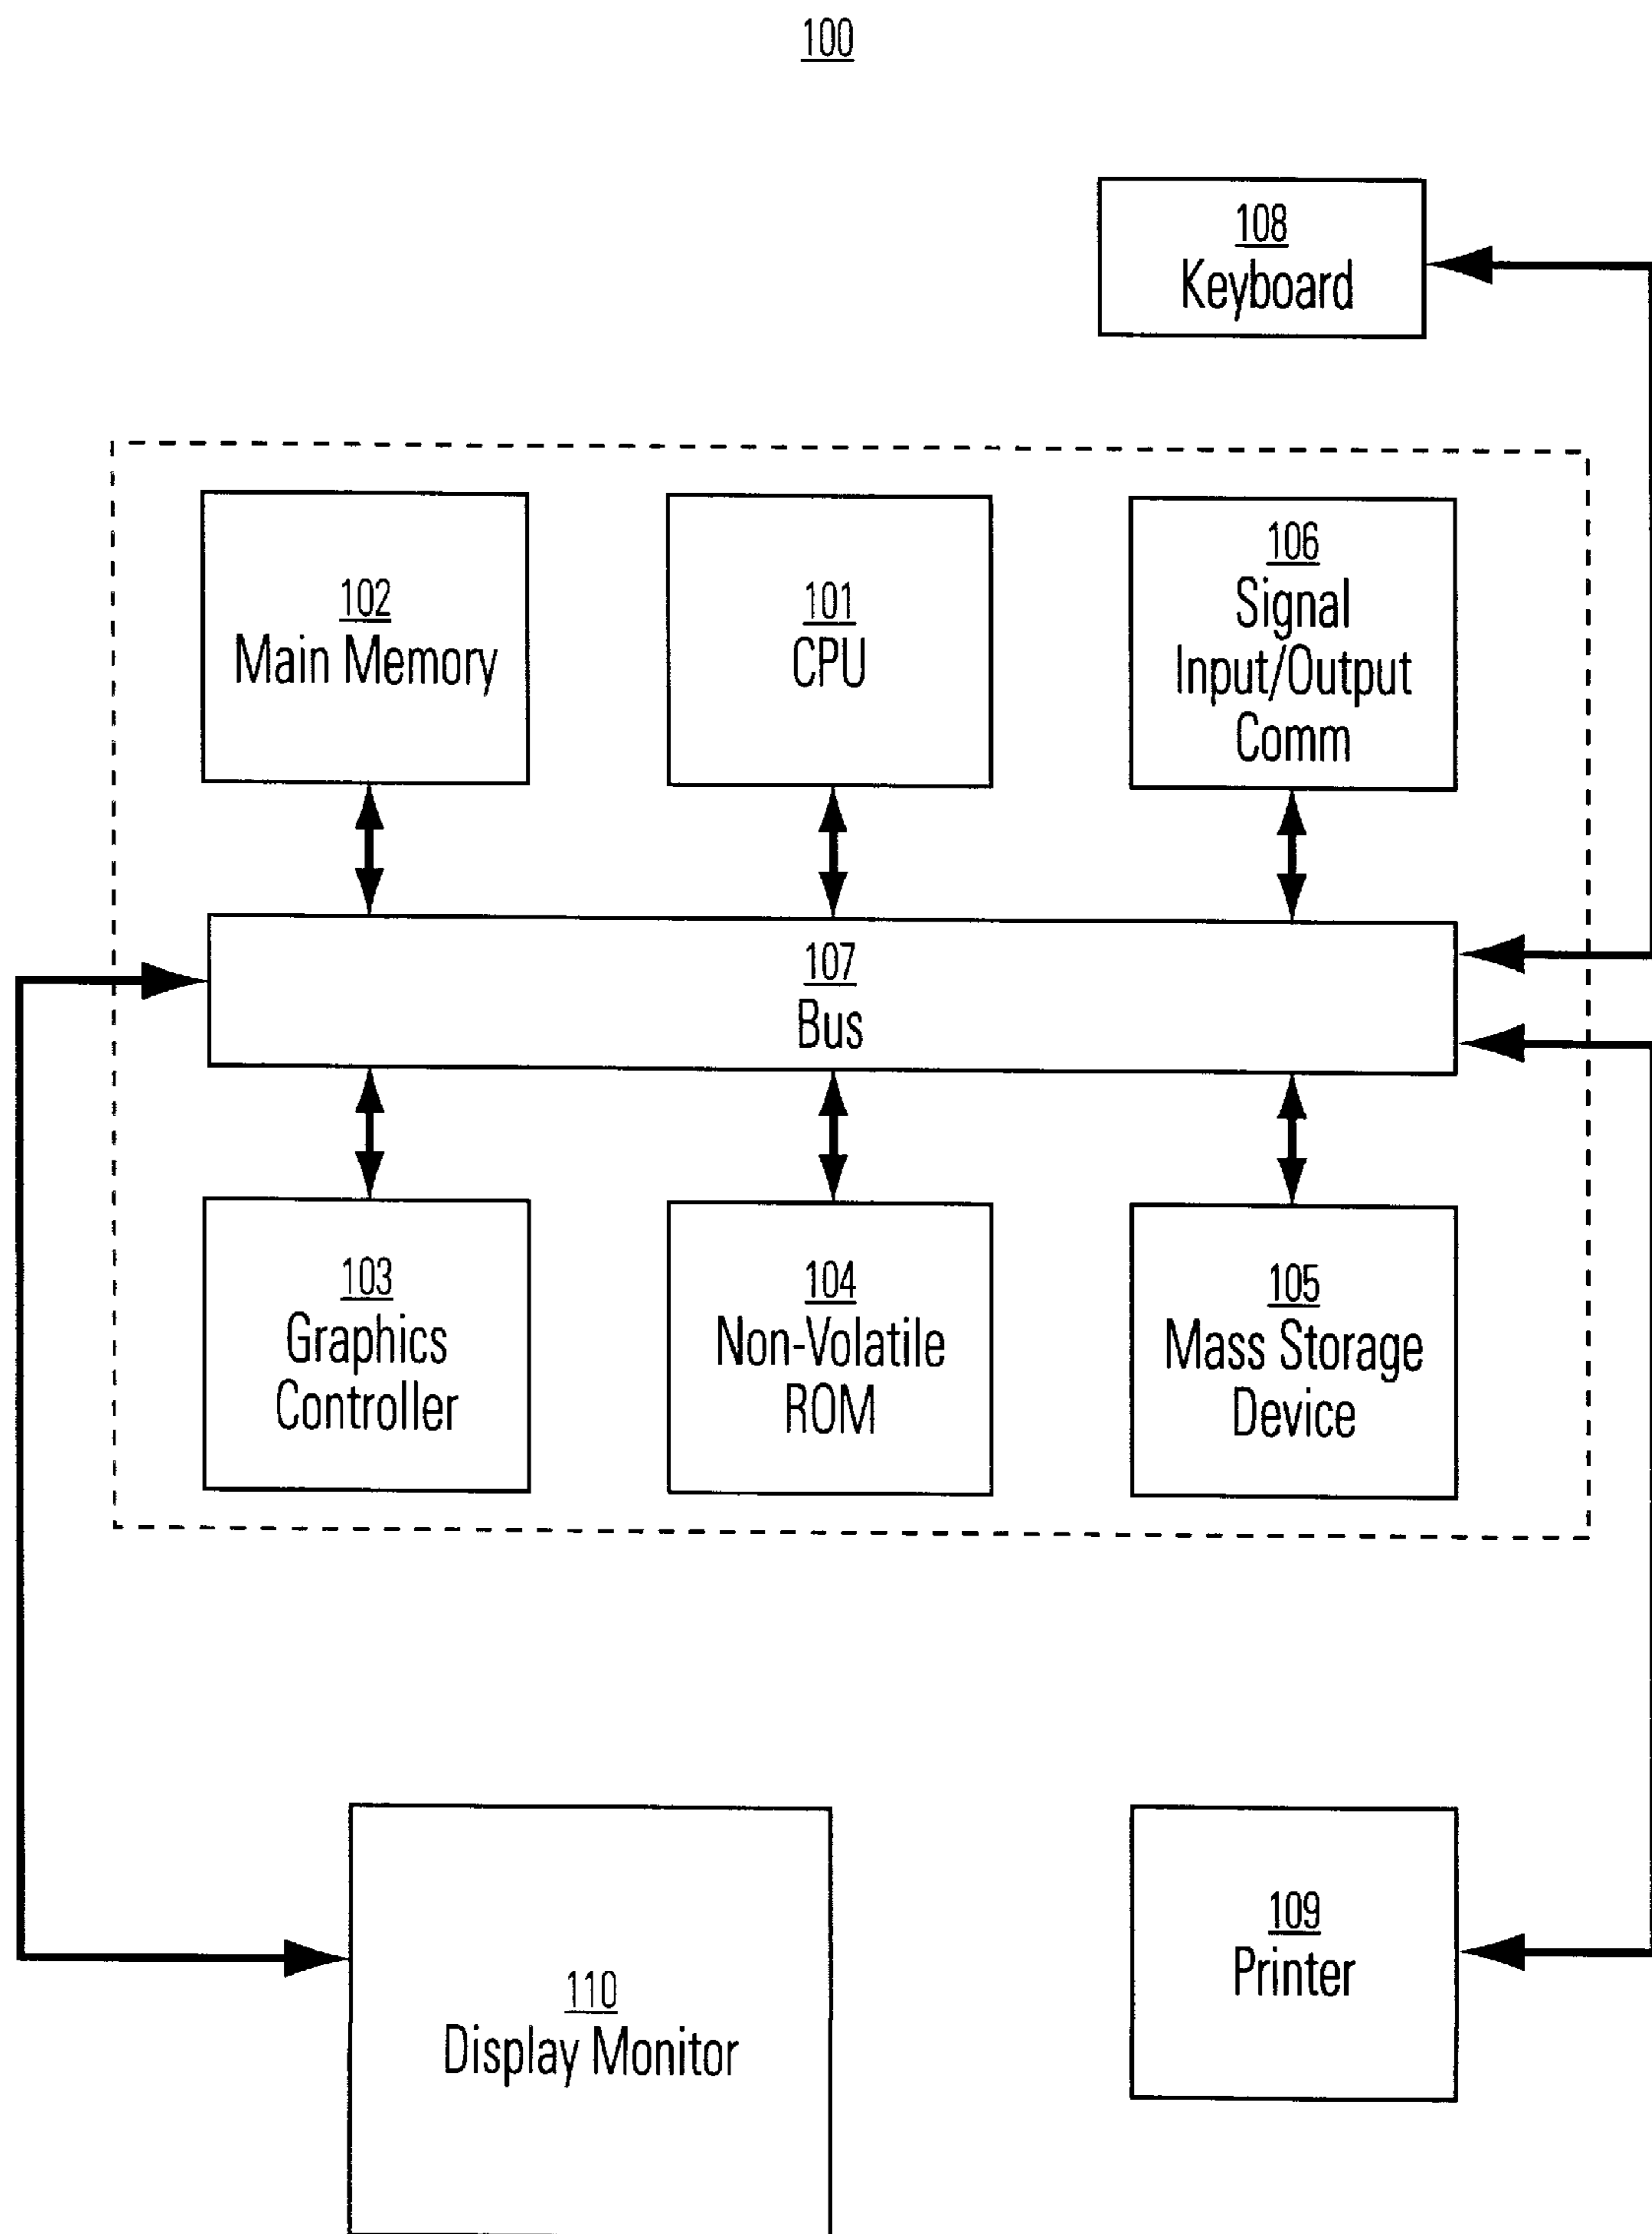 100
108
Keyboard
102
Main Memory
101
CPU
106
Signal
Input/Output
Comm
107
Bus
103
Graphics
Controller
104
Non-Volatile
ROM
105
Mass Storage
Device
110
Display Monitor
109
Printer